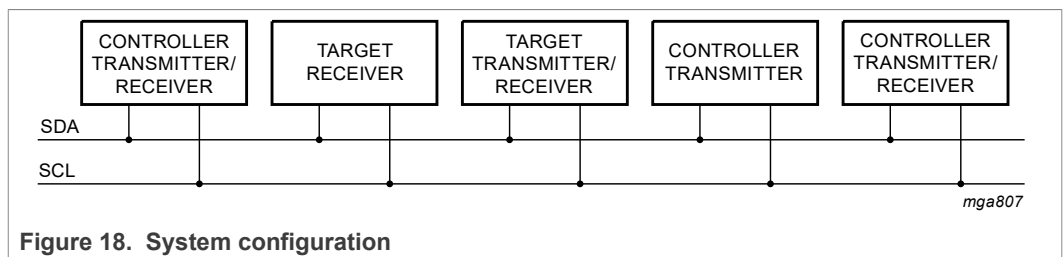 CONTROLLER
TRANSMITTER/
RECEIVER
TARGET
RECEIVER
TARGET
TRANSMITTER/
RECEIVER
CONTROLLER
TRANSMITTER
CONTROLLER
TRANSMITTER/
RECEIVER
SDA
SCL
mga807
Figure 18. System configuration